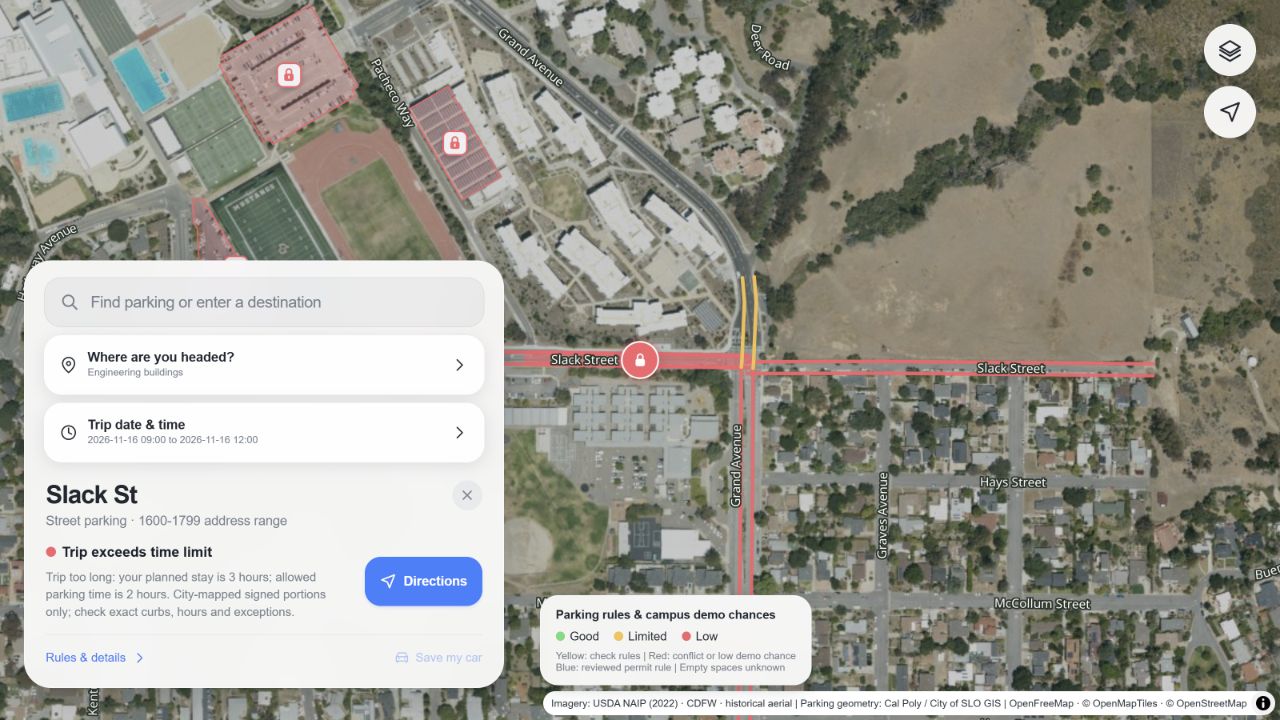 Grand Avenue
Deer Road
Pacheco Way
MUSTANGS
Find parking or enter a destination
Where are you headed?
Engineering buildings
Trip date & time
2026-11-16 09:00 to 2026-11-16 12:00
Slack St
Street parking · 1600-1799 address range
Trip exceeds time limit
Trip too long: your planned stay is 3 hours; allowed
parking time is 2 hours. City-mapped signed portions
only; check exact curbs, hours and exceptions.
Directions
Rules & details
Save my car
Slack Street
Slack Street
Grand Avenue
Graves Avenue
Hays Street
McCollum Street
Parking rules & campus demo chances
Good
Limited
Low
Yellow: check rules | Red: conflict or low demo chance
Blue: reviewed permit rule | Empty spaces unknown
Imagery: USDA NAIP (2022) · CDFW · historical aerial | Parking geometry: Cal Poly / City of SLO GIS | OpenFreeMap · © OpenMapTiles · © OpenStreetMap